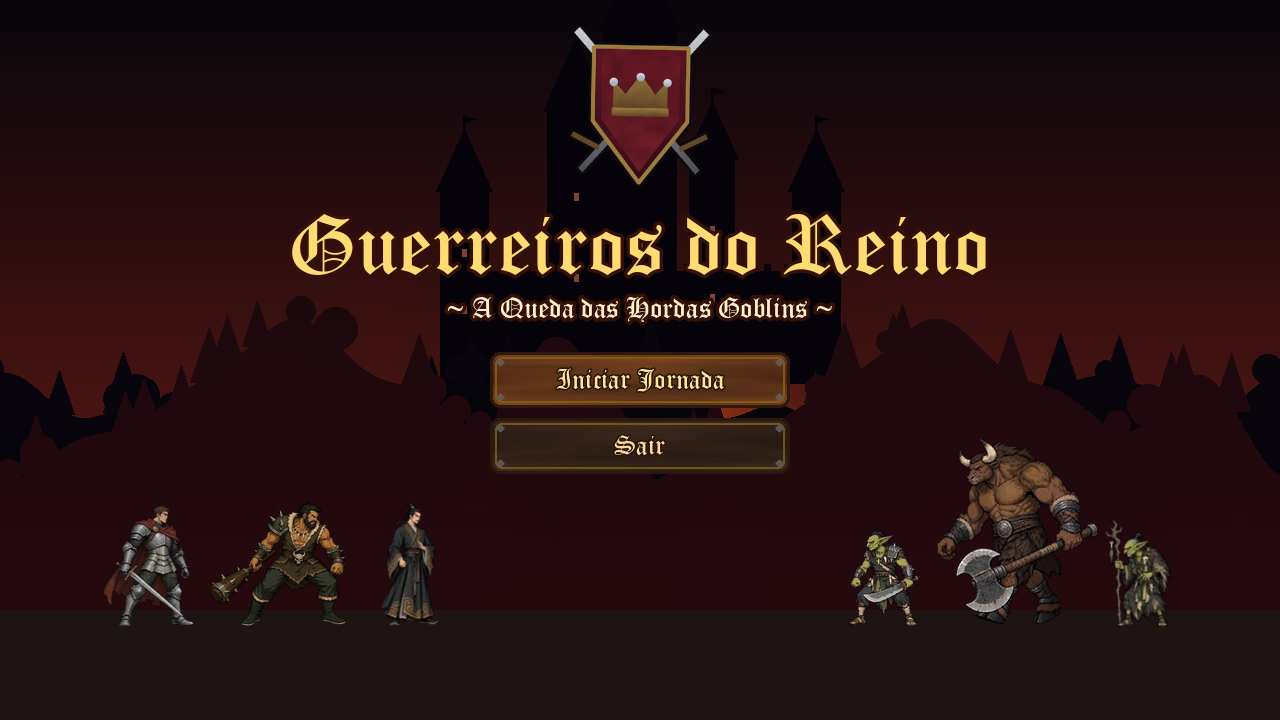 Guerreiros do Reino
~ A Queda das Hordas Goblins ~
Iniciar Jornada
Sair